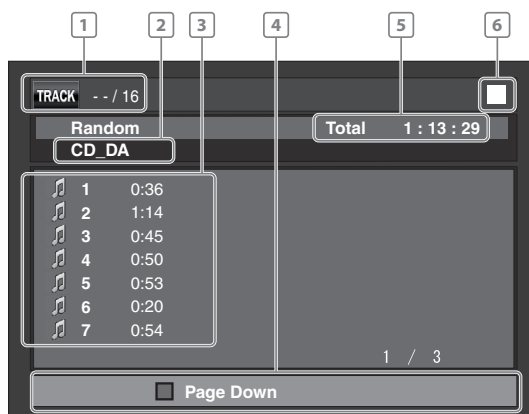 1 2 3 4 5 6
TRACK - - / 16
Random Total 1 : 13 : 29
CD_DA
1 0:36
2 1:14
3 0:45
4 0:50
5 0:53
6 0:20
7 0:54
1 / 3
Page Down